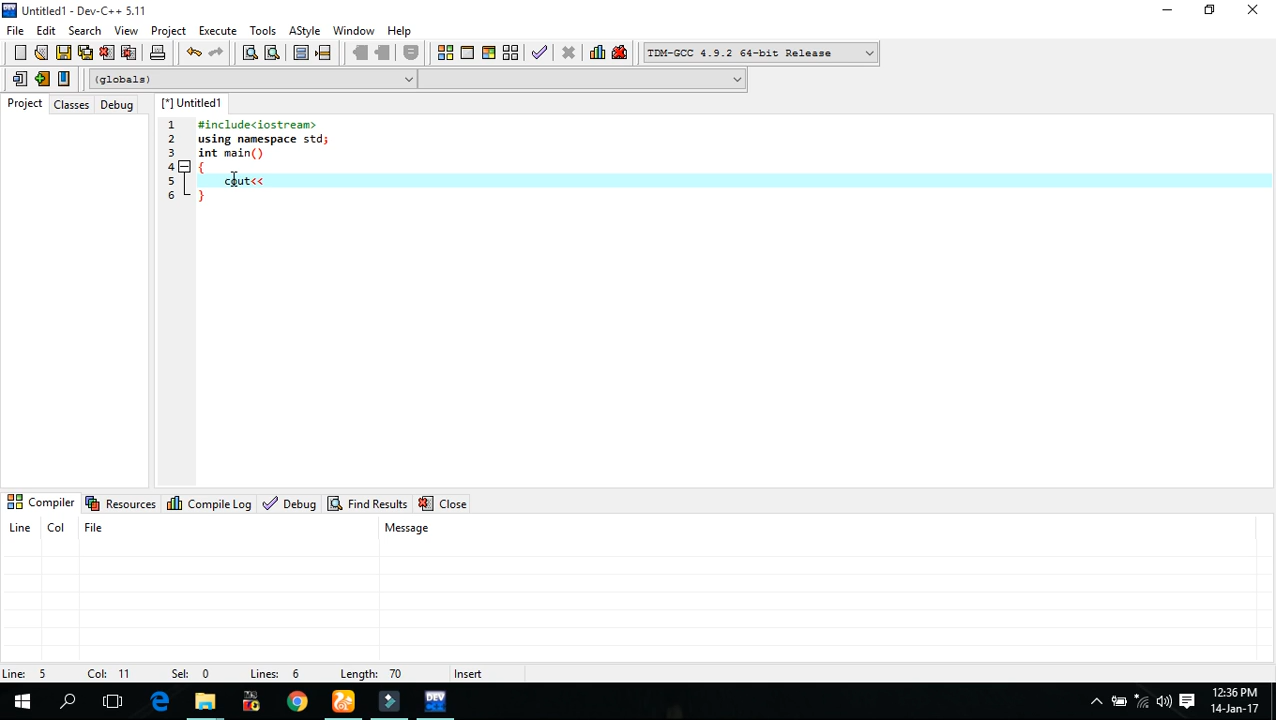 Untitled1 - Dev-C++ 5.11
File Edit Search View Project Execute Tools AStyle Window Help
TDM-GCC 4.9.2 64-bit Release
(globals)
Project Classes Debug [*] Untitled1
1 #include<iostream>
2 using namespace std;
3 int main()
4 {
5 cout<<
6 }
Compiler Resources Compile Log Debug Find Results Close
Line Col File Message
Line: 5 Col: 11 Sel: 0 Lines: 6 Length: 70 Insert
DEV
12:36 PM
14-Jan-17